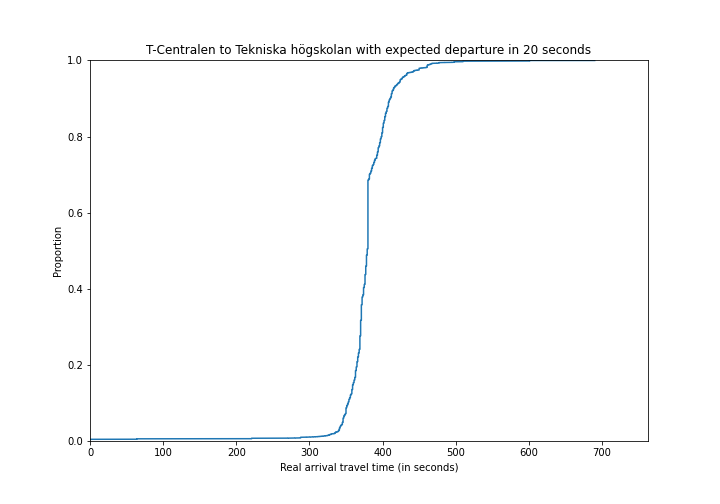 T-Centralen to Tekniska högskolan with expected departure in 20 seconds
1.0
0.8
0.6
0.4
0.2
0.0
Proportion
0 100 200 300 400 500 600 700
Real arrival travel time (in seconds)